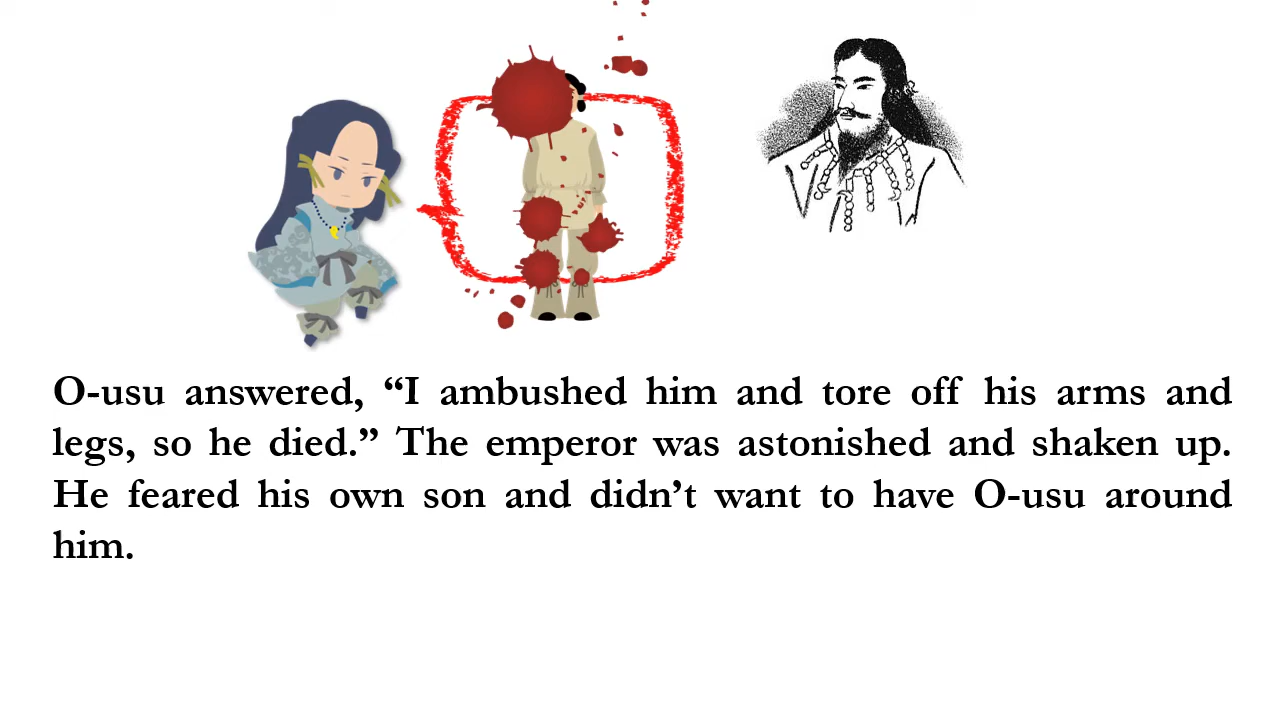 O-usu answered, “I ambushed him and tore off his arms and
legs, so he died.” The emperor was astonished and shaken up.
He feared his own son and didn’t want to have O-usu around
him.